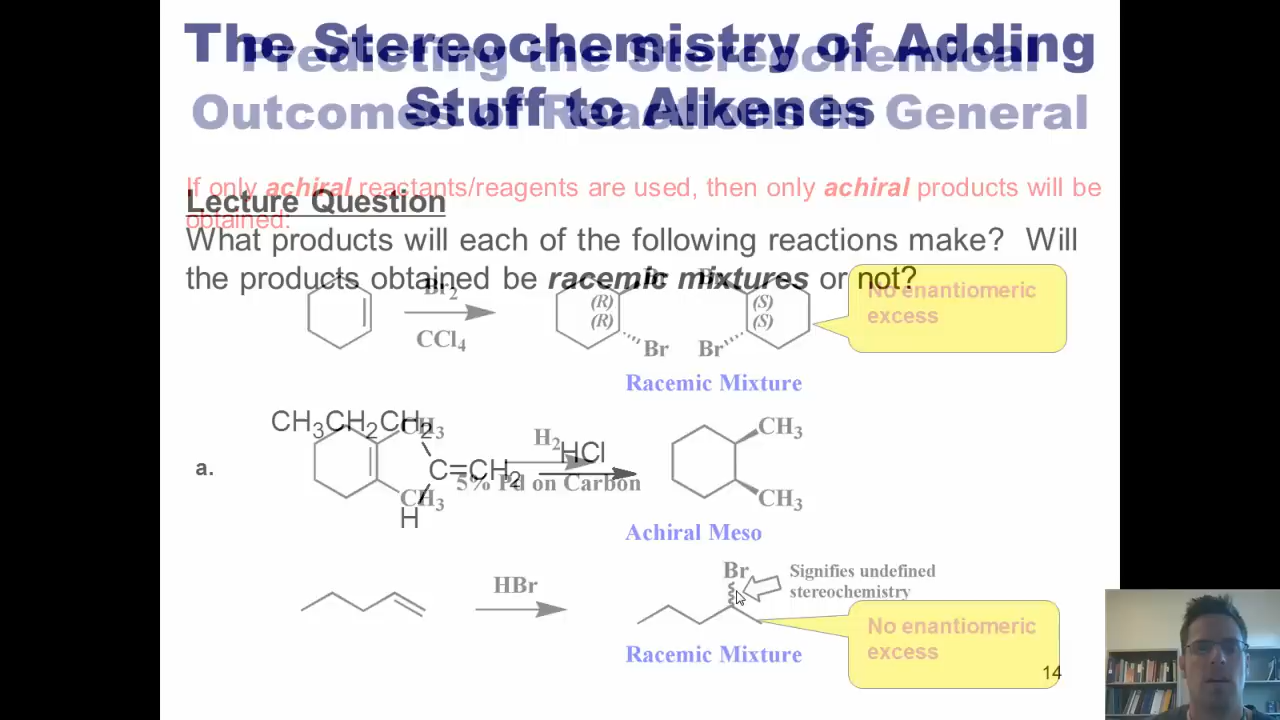 The Stereochemistry of Adding
Stuff to Alkenes
Predicting the Stereochemical
Outcomes of Reactions in General
If only achiral reactants/reagents are used, then only achiral products will be
obtained:
Lecture Question
What products will each of the following reactions make? Will
the products obtained be racemic mixtures or not?
Br₂
CCl₄
Br
(R)
(R)
Br
Br
(S)
(S)
Br
No enantiomeric
excess
Racemic Mixture
a.
CH₃CH₂CH₂
C=CH₂
H
HCl
CH₃
CH₃
H₂
5% Pd on Carbon
CH₃
CH₃
Achiral Meso
HBr
Br
Signifies undefined
stereochemistry
No enantiomeric
excess
Racemic Mixture
14